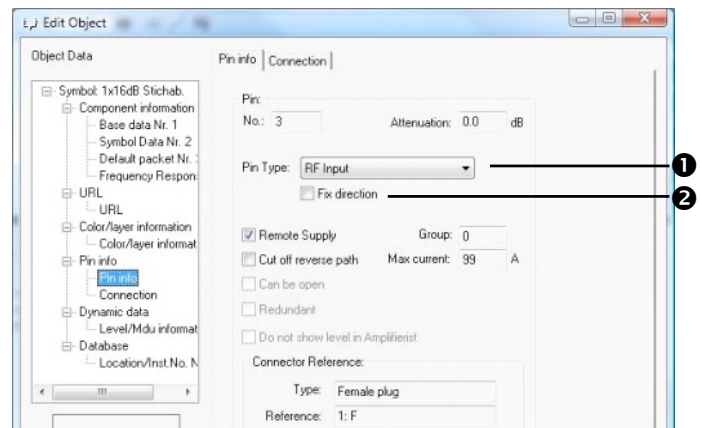 Edit Object
Object Data
Symbol: 1x16dB Stichab.
Component information
Base data Nr. 1
Symbol Data Nr. 2
Default packet Nr. :
Frequency Respon:
URL
URL
Color/layer information
Color/layer informat
Pin info
Pin info
Connection
Dynamic data
Level/Mdu informat
Database
Location/Inst.No. N
Pin info
Connection
Pin:
No.: 3 Attenuation: 0.0 dB
Pin Type: RF Input
1
Fix direction
2
Remote Supply Group: 0
Cut off reverse path Max current: 99 A
Can be open
Redundant
Do not show level in Amplifierist
Connector Reference:
Type: Female plug
Reference: 1: F